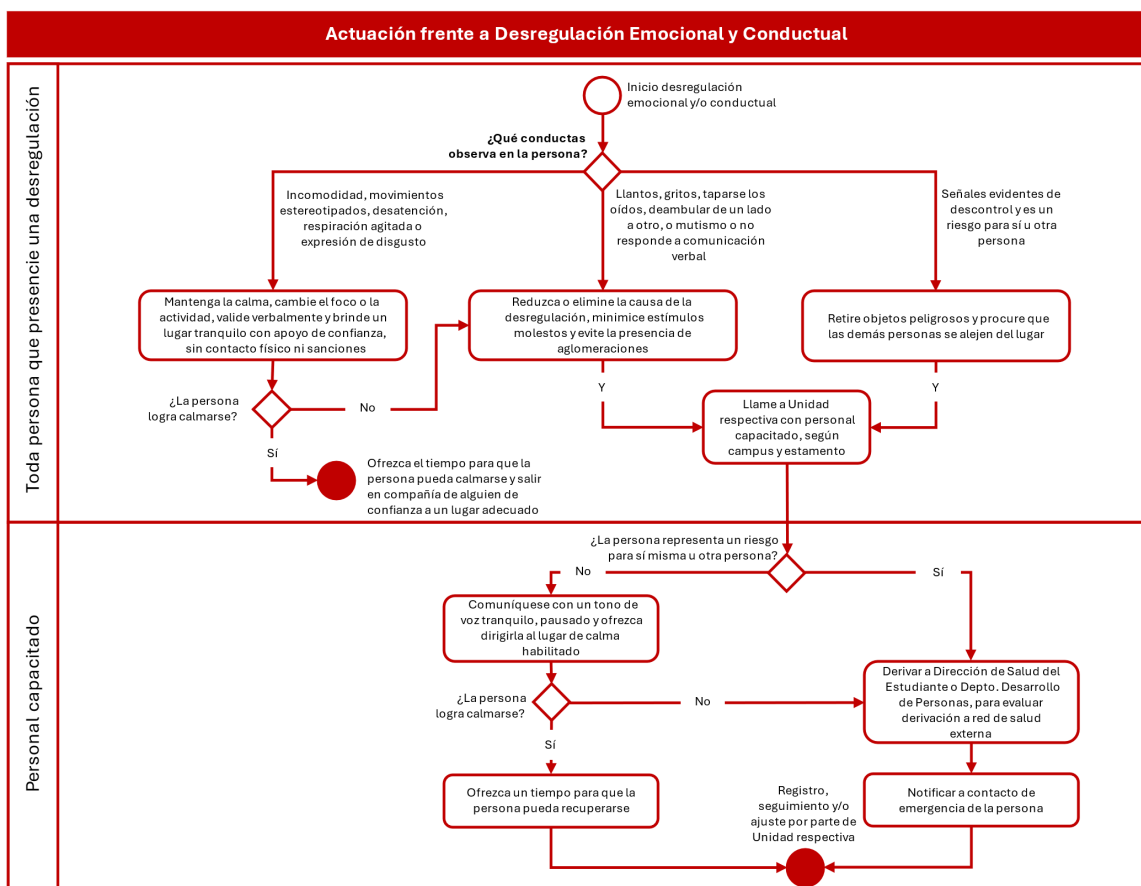 Actuación frente a Desregulación Emocional y Conductual
Toda persona que presencie una desregulación
Inicio desregulación
emocional y/o conductual
¿Qué conductas
observa en la persona?
Incomodidad, movimientos
estereotipados, desatención,
respiración agitada o
expresión de disgusto
Llantos, gritos, taparse los
oídos, deambular de un lado
a otro, o mutismo o no
responde a comunicación
verbal
Señales evidentes de
descontrol y es un
riesgo para sí u otra
persona
Mantenga la calma, cambie el foco o la
actividad, valide verbalmente y brinde un
lugar tranquilo con apoyo de confianza,
sin contacto físico ni sanciones
Reduzca o elimine la causa de la
desregulación, minimice estímulos
molestos y evite la presencia de
aglomeraciones
Retire objetos peligrosos y procure que
las demás personas se alejen del lugar
¿La persona
logra calmarse?
No
Y
Y
Llame a Unidad
respectiva con personal
capacitado, según
campus y estamento
Sí
Ofrezca el tiempo para que la
persona pueda calmarse y salir
en compañía de alguien de
confianza a un lugar adecuado
Personal capacitado
¿La persona representa un riesgo
para sí misma u otra persona?
No
Sí
Comuníquese con un tono de
voz tranquilo, pausado y ofrezca
dirigirla al lugar de calma
habilitado
¿La persona
logra calmarse?
No
Derivar a Dirección de Salud del
Estudiante o Depto. Desarrollo
de Personas, para evaluar
derivación a red de salud
externa
Sí
Ofrezca un tiempo para que la
persona pueda recuperarse
Notificar a contacto de
emergencia de la persona
Registro,
seguimiento y/o
ajuste por parte de
Unidad respectiva